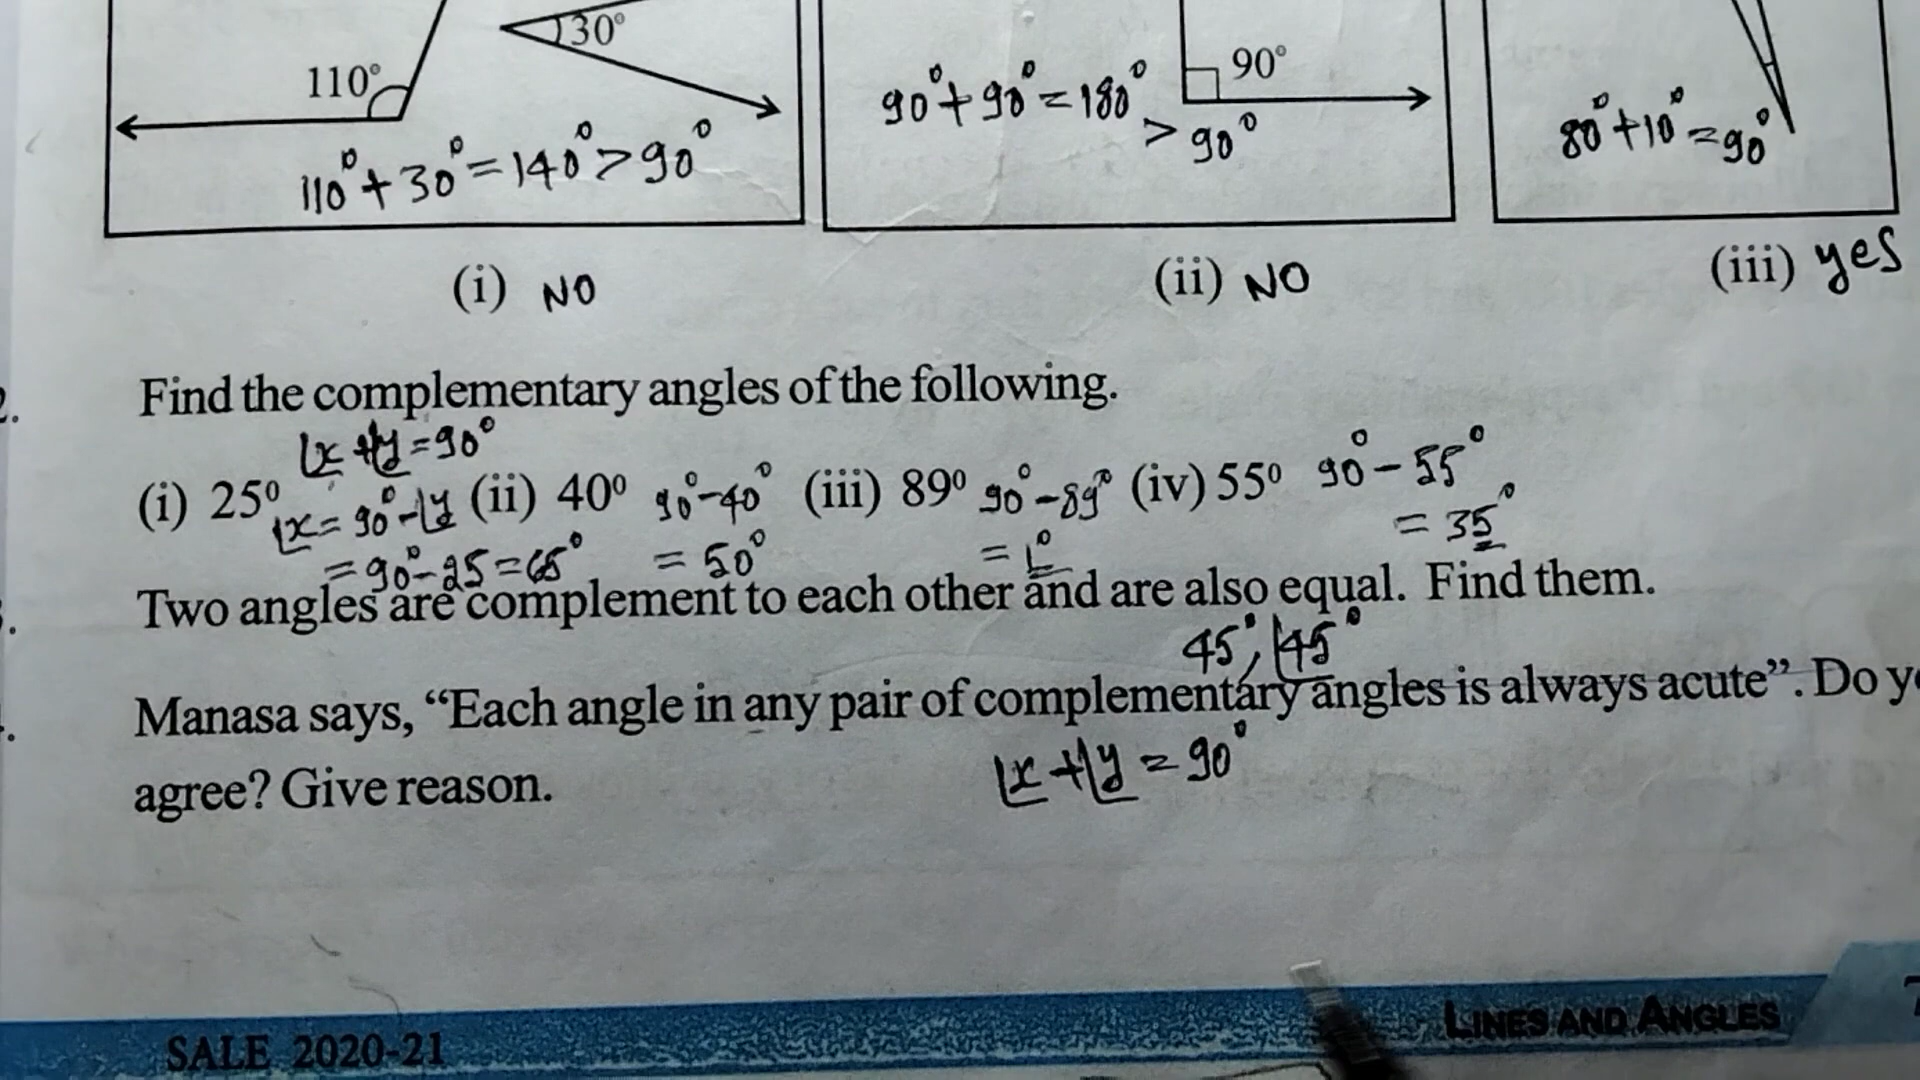 30°
110°
110° + 30° = 140° > 90°
90°
90° + 90° = 180°
> 90°
80° + 10° = 90°
(i) NO
(ii) NO
(iii) yes
Find the complementary angles of the following.
∠x + ∠y = 90°
(i) 25° ∠x = 90° - ∠y (ii) 40° 90° - 40° (iii) 89° 90° - 89° (iv) 55° 90° - 55°
= 90° - 25 = 65° = 50° = 1° = 35°
Two angles are complement to each other and are also equal. Find them.
45°, 45°
Manasa says, “Each angle in any pair of complementary angles is always acute”. Do
agree? Give reason. ∠x + ∠y = 90°
SALE 2020-21 LINES AND ANGLES